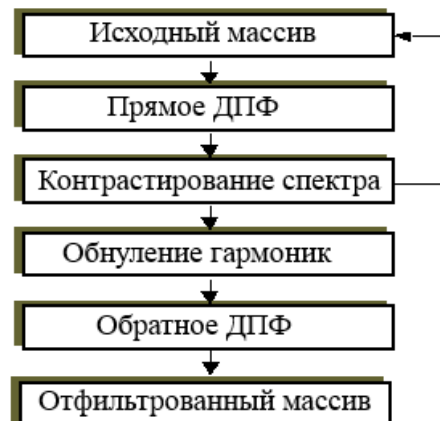 Исходный массив
Прямое ДПФ
Контрастирование спектра
Обнуление гармоник
Обратное ДПФ
Отфильтрованный массив